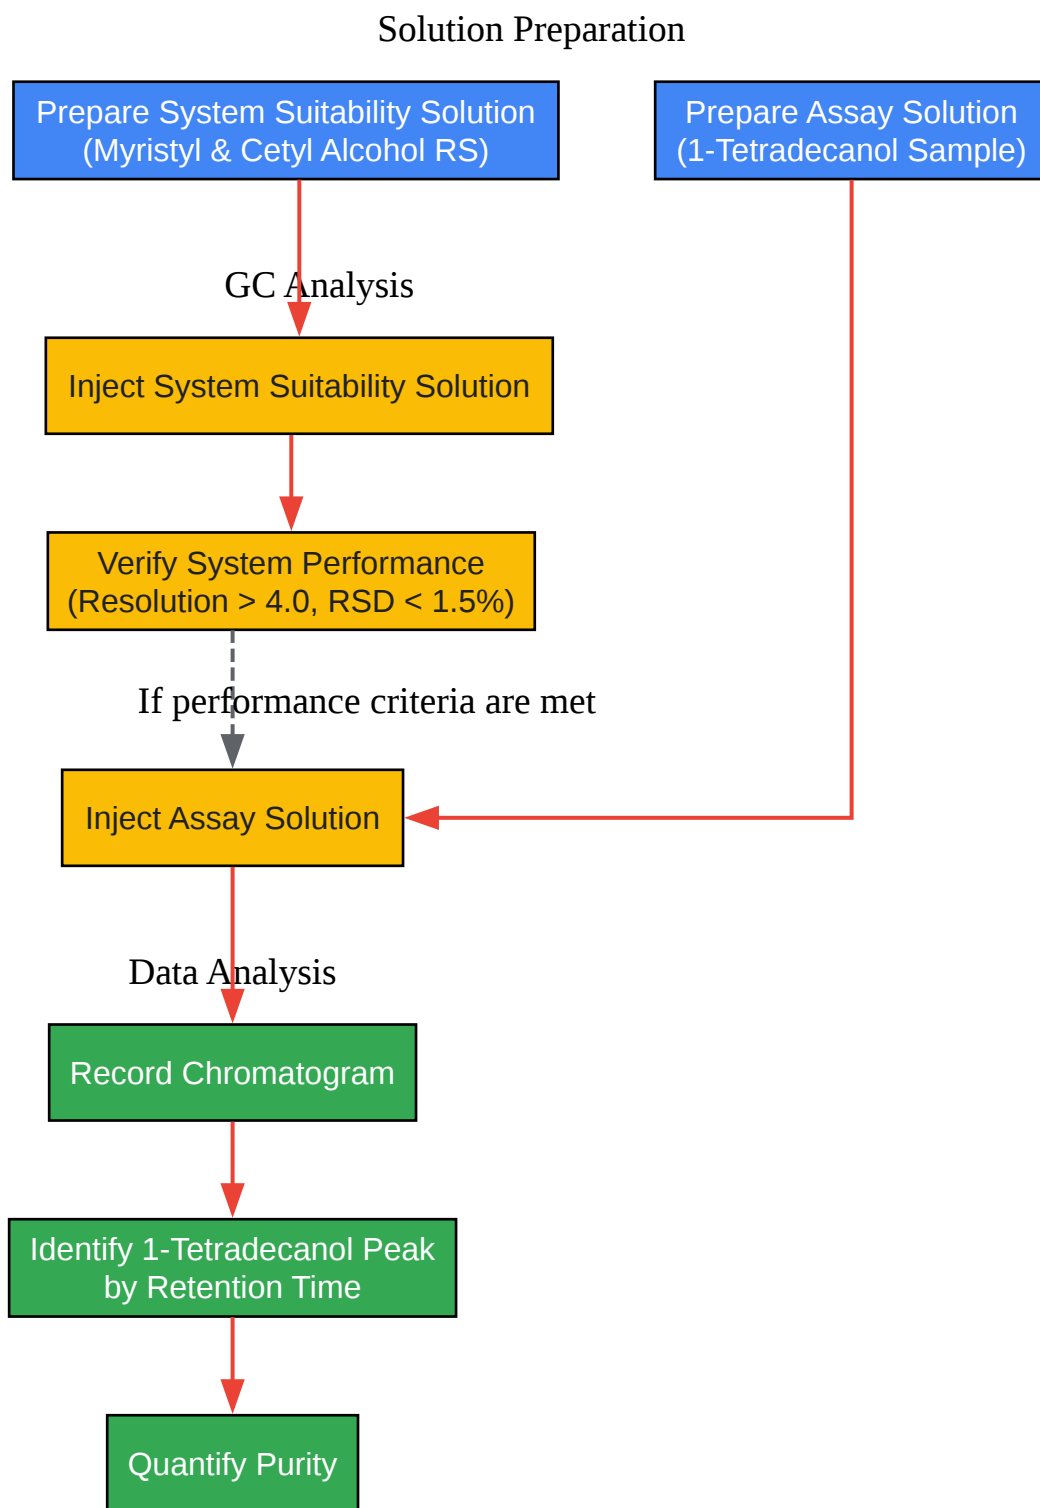 Solution Preparation
Prepare System Suitability Solution
(Myristyl & Cetyl Alcohol RS)
Prepare Assay Solution
(1-Tetradecanol Sample)
GC Analysis
Inject System Suitability Solution
Verify System Performance
(Resolution > 4.0, RSD < 1.5%)
If performance criteria are met
Inject Assay Solution
Data Analysis
Record Chromatogram
Identify 1-Tetradecanol Peak
by Retention Time
Quantify Purity